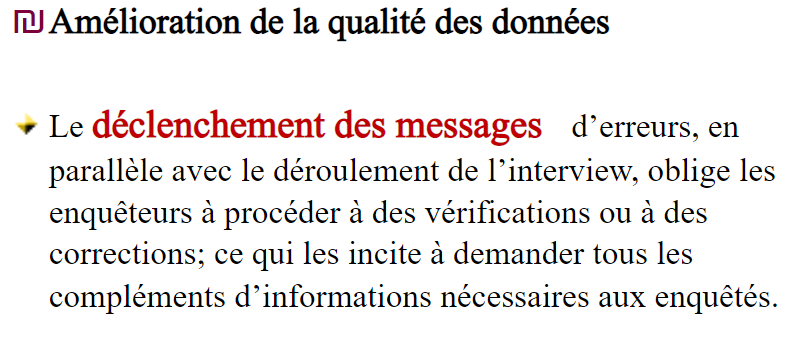 ₪ Amélioration de la qualité des données
Le déclenchement des messages d’erreurs, en
parallèle avec le déroulement de l’interview, oblige les
enquêteurs à procéder à des vérifications ou à des
corrections; ce qui les incite à demander tous les
compléments d’informations nécessaires aux enquêtés.